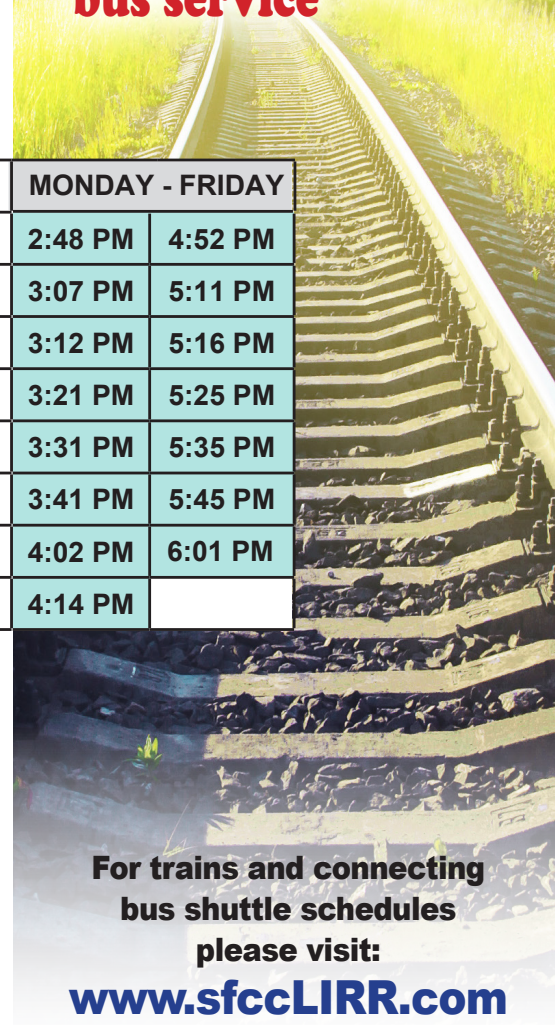 bus service
MONDAY - FRIDAY
2:48 PM 4:52 PM
3:07 PM 5:11 PM
3:12 PM 5:16 PM
3:21 PM 5:25 PM
3:31 PM 5:35 PM
3:41 PM 5:45 PM
4:02 PM 6:01 PM
4:14 PM
For trains and connecting
bus shuttle schedules
please visit:
www.sfccLIRR.com